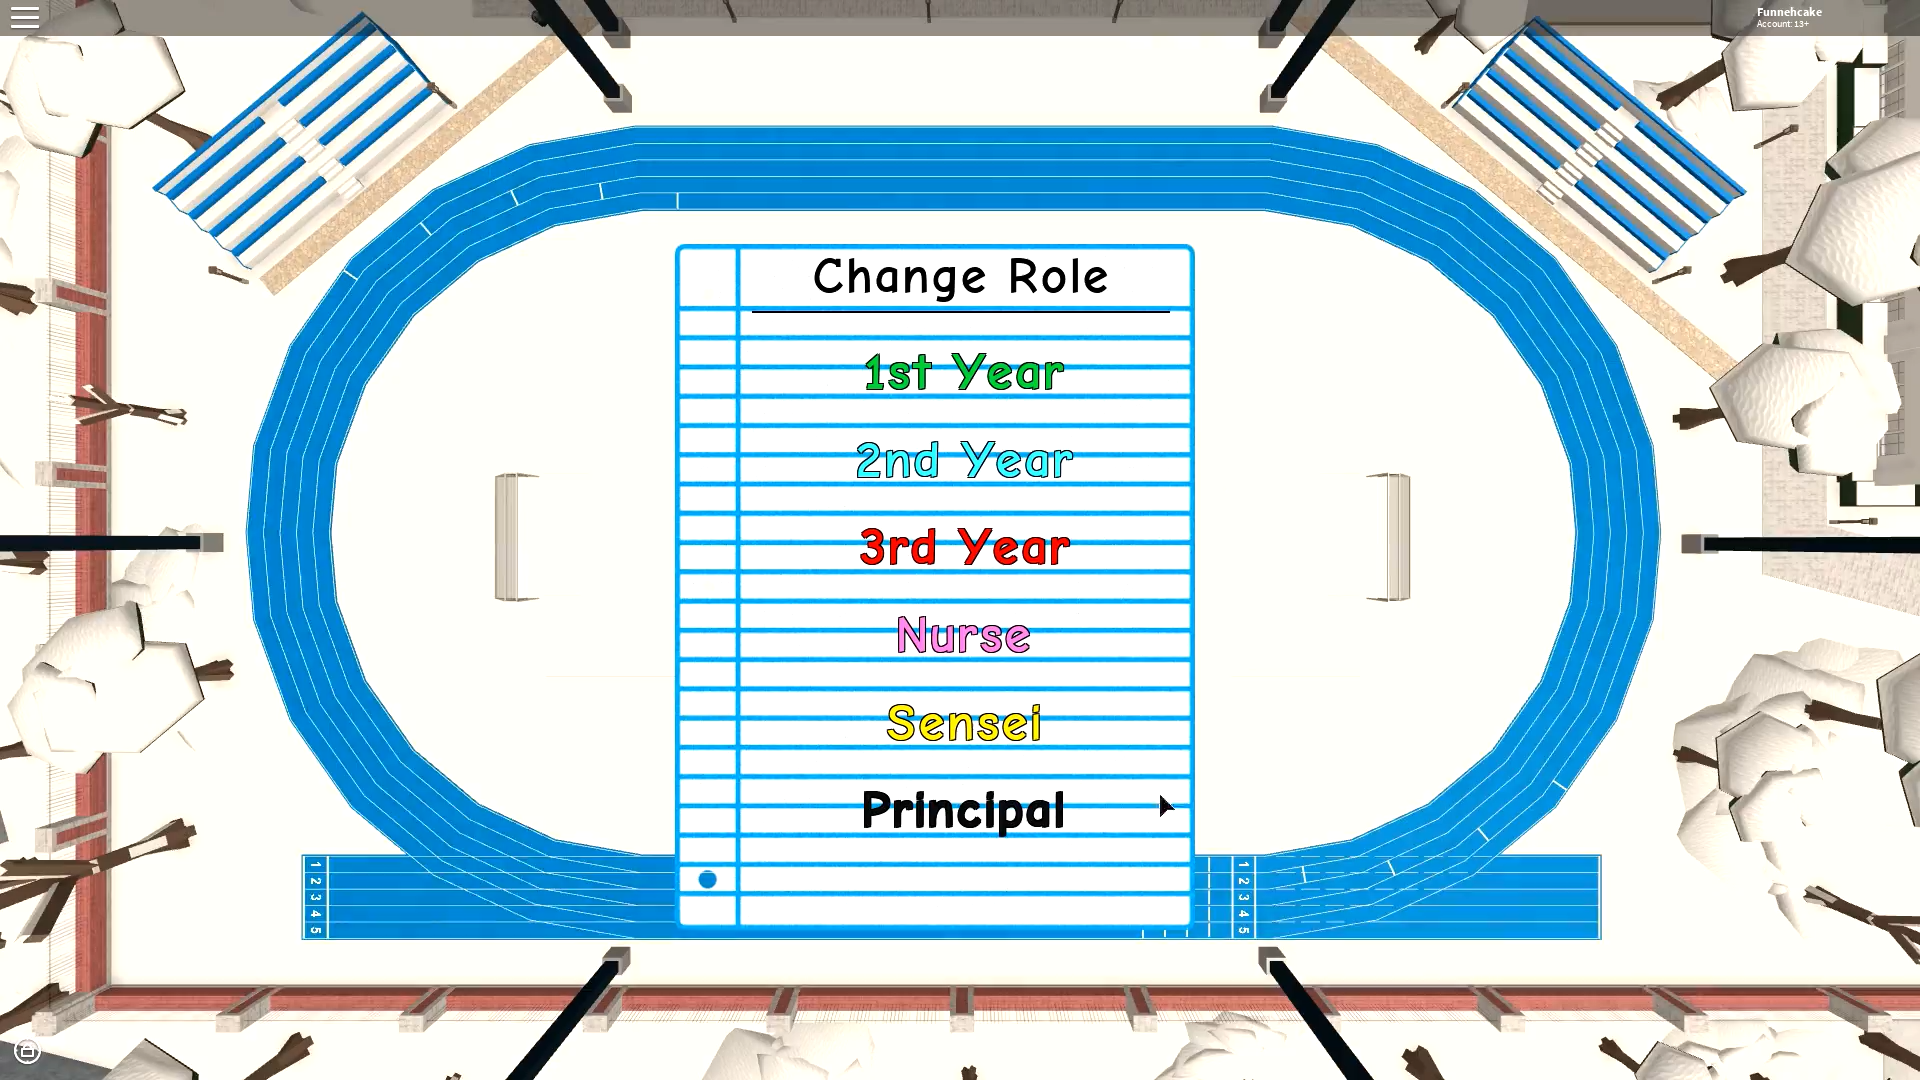 Funnehcake
Account: 13+
Change Role
1st Year
2nd Year
3rd Year
Nurse
Sensei
Principal
1
2
3
4
5
1
2
3
4
5